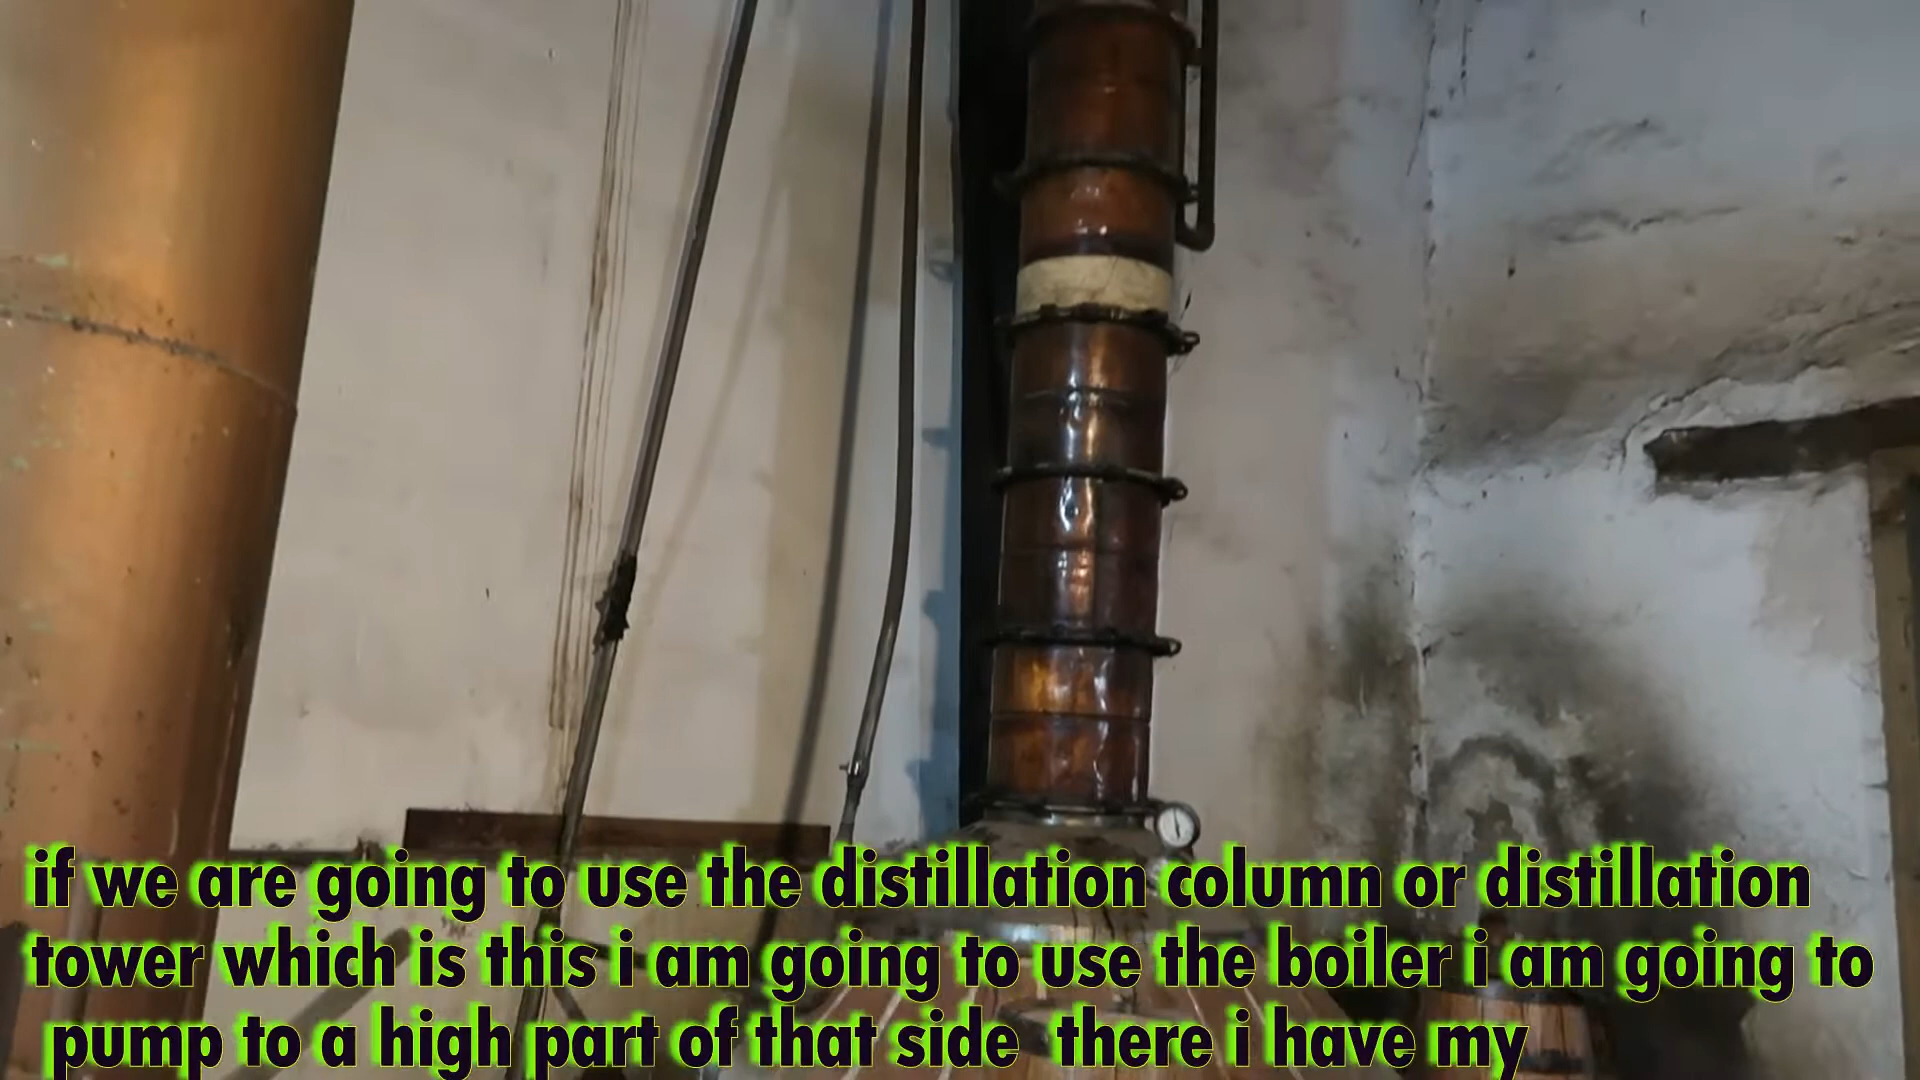 if we are going to use the distillation column or distillation
tower which is this i am going to use the boiler i am going to
pump to a high part of that side there i have my